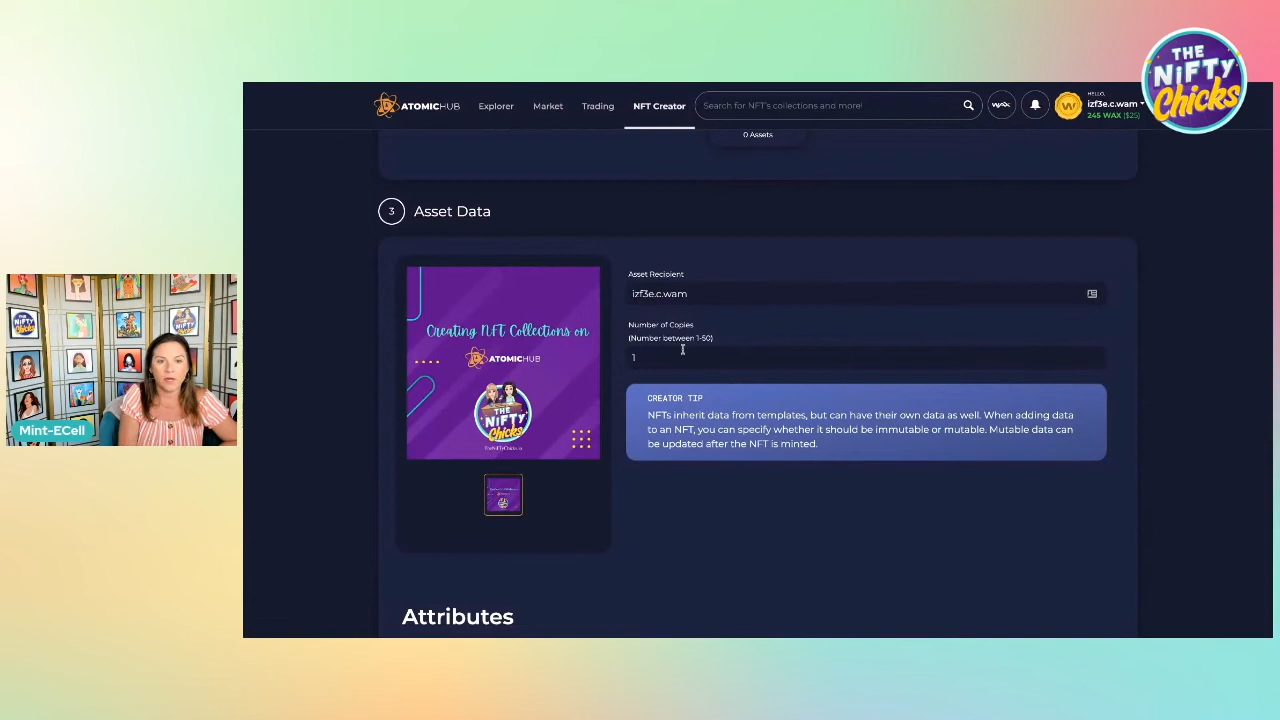 THE
NiFTY
CHiCKS
ATOMICHUB
Explorer
Market
Trading
NFT Creator
Search for NFT's collections and more!
HELLO,
izf3e.c.wam
245 WAX ($25)
0 Assets
3
Asset Data
Asset Recipient
izf3e.c.wam
Number of Copies
(Number between 1-50)
1
Creating NFT Collections on
ATOMICHUB
THE
NiFTY
CHiCKS
TheNiftyChicks.io
CREATOR TIP
NFTs inherit data from templates, but can have their own data as well. When adding data
to an NFT, you can specify whether it should be immutable or mutable. Mutable data can
be updated after the NFT is minted.
Mint-ECell
Attributes